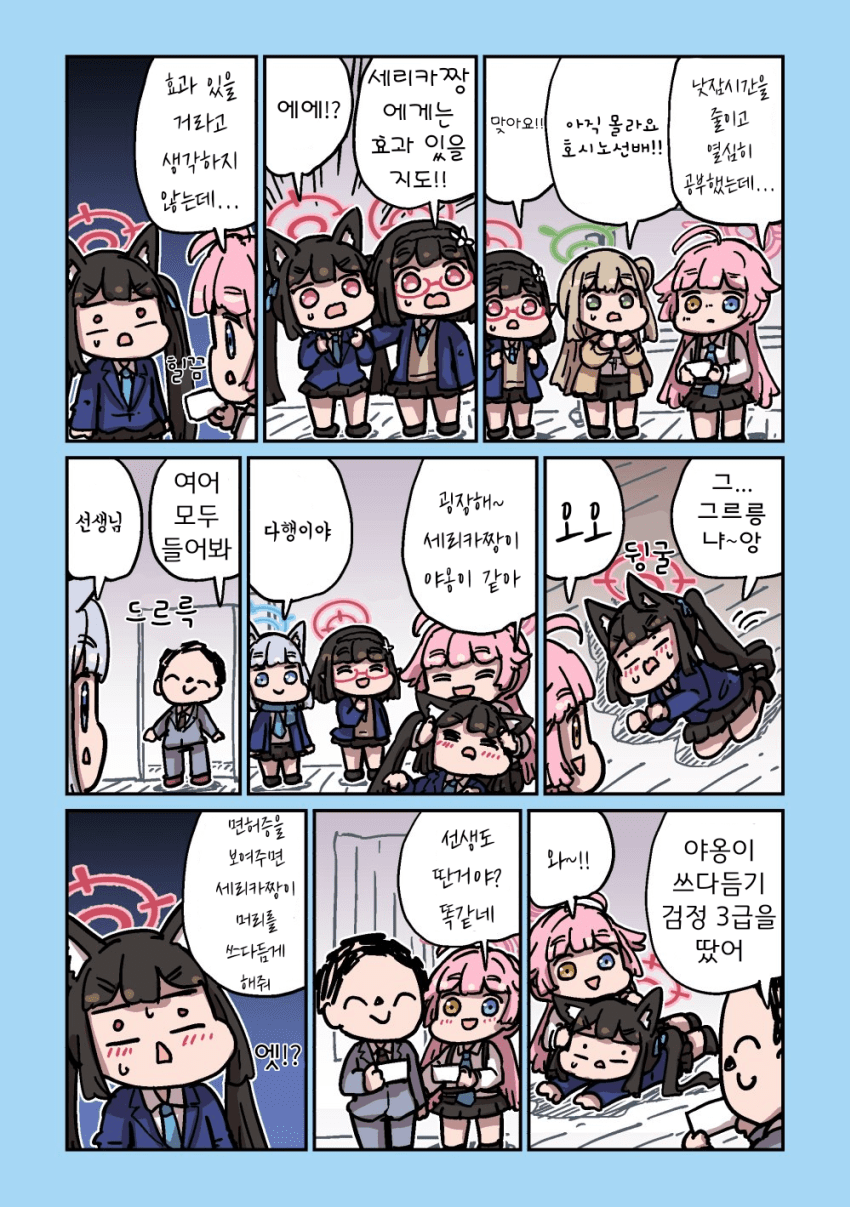 낮잠시간을
줄이고
열심히
공부했는데...
아직 몰라요
호시노선배!!
맞아요!!
세리카짱
에게는
효과 있을
지도!!
에에!?
효과 있을
거라고
생각하지
않는데...
힐끔
그...
그르릉
냐~앙
뒹굴
오오
굉장해~
세리카짱이
야옹이 같아
다행이야
여어
모두
들어봐
드르륵
선생님
야옹이
쓰다듬기
검정 3급을
땄어
와~!!
선생도
딴거야?
똑같네
면허증을
보여주면
세리카짱이
머리를
쓰다듬게
해줘
엣!?